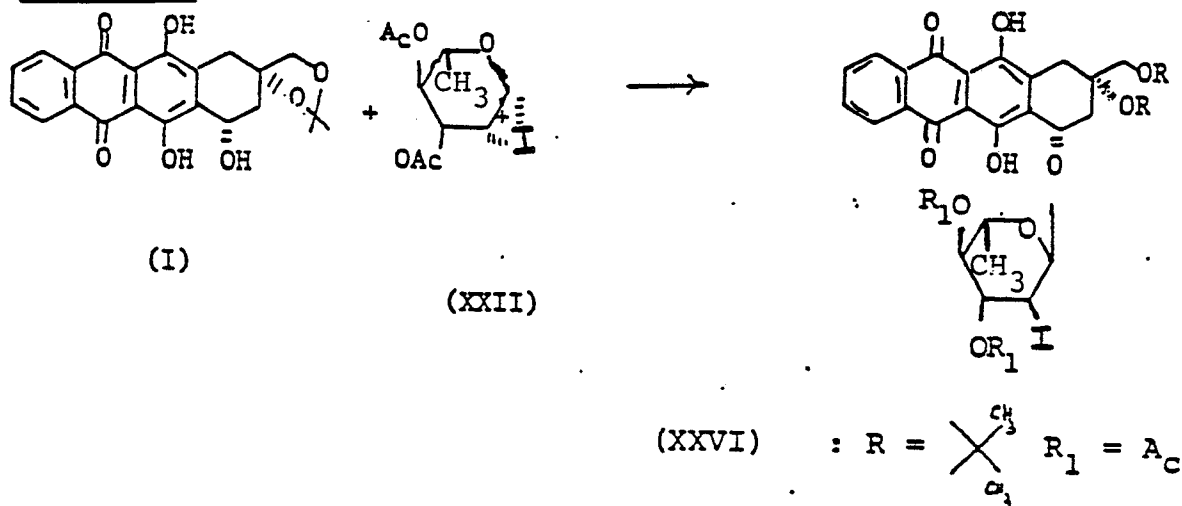 O OH O
AcO O
CH3
+
I
OAc
O OH OH
(I)
(XXII)
O OH
OR
OR
O OH O
R1O O
CH3
OR1 I
(XXVI) : R = CH3 CH3 R1 = Ac